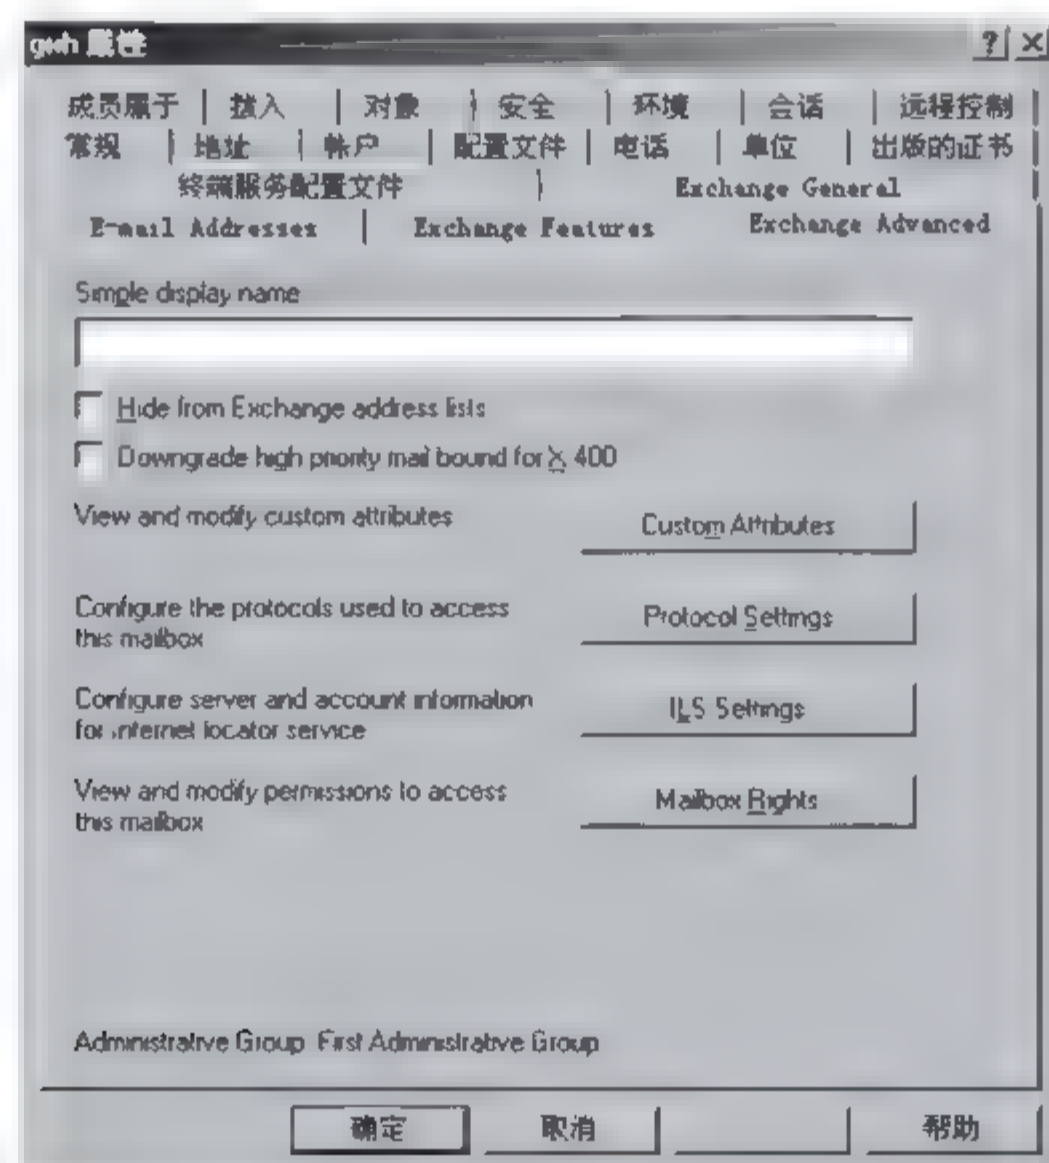 gwh 属性
成员属于 拨入 对象 安全 环境 会话 远程控制
常规 地址 帐户 配置文件 电话 单位 出版的证书
终端服务配置文件 Exchange General
E-mail Addresses Exchange Features Exchange Advanced
Simple display name
Hide from Exchange address lists
Downgrade high priority mail bound for X.400
View and modify custom attributes Custom Attributes
Configure the protocols used to access Protocol Settings
this mailbox
Configure server and account information ILS Settings
for internet locator service
View and modify permissions to access Mailbox Rights
this mailbox
Administrative Group First Administrative Group
确定 取消 帮助